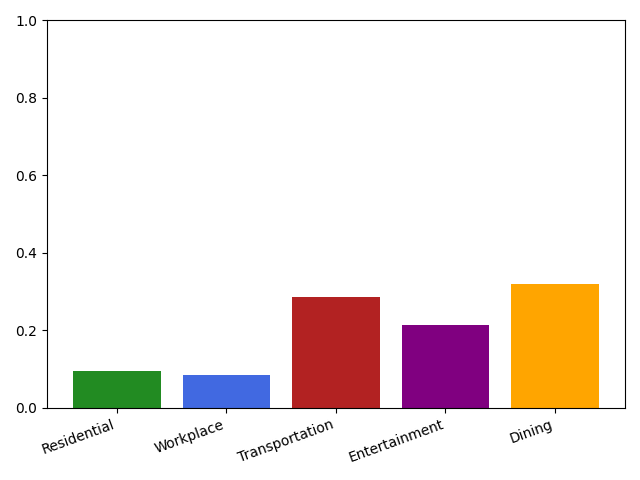 1.0
0.8
0.6
0.4
0.2
0.0
Residential
Workplace
Transportation
Entertainment
Dining